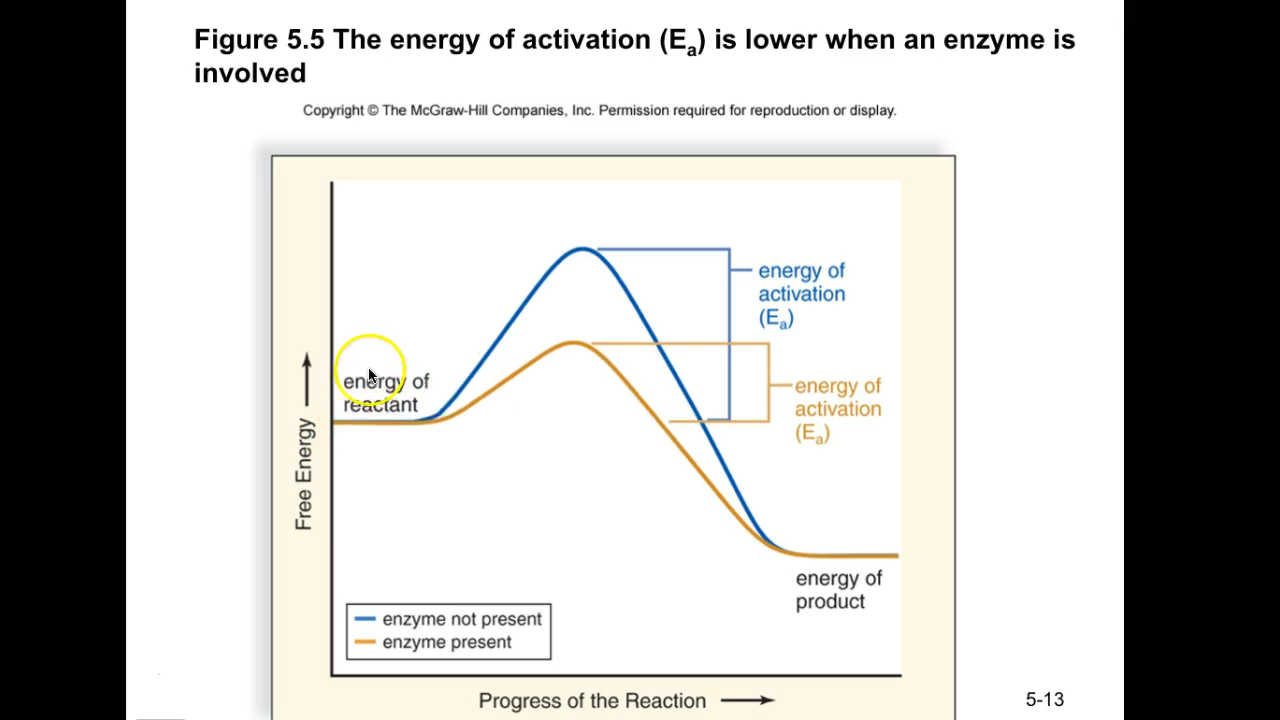 Figure 5.5 The energy of activation (Ea) is lower when an enzyme is
involved
Copyright © The McGraw-Hill Companies, Inc. Permission required for reproduction or display.
energy of
activation
(Ea)
energy of
reactant
energy of
activation
(Ea)
Free Energy
energy of
product
enzyme not present
enzyme present
Progress of the Reaction
5-13